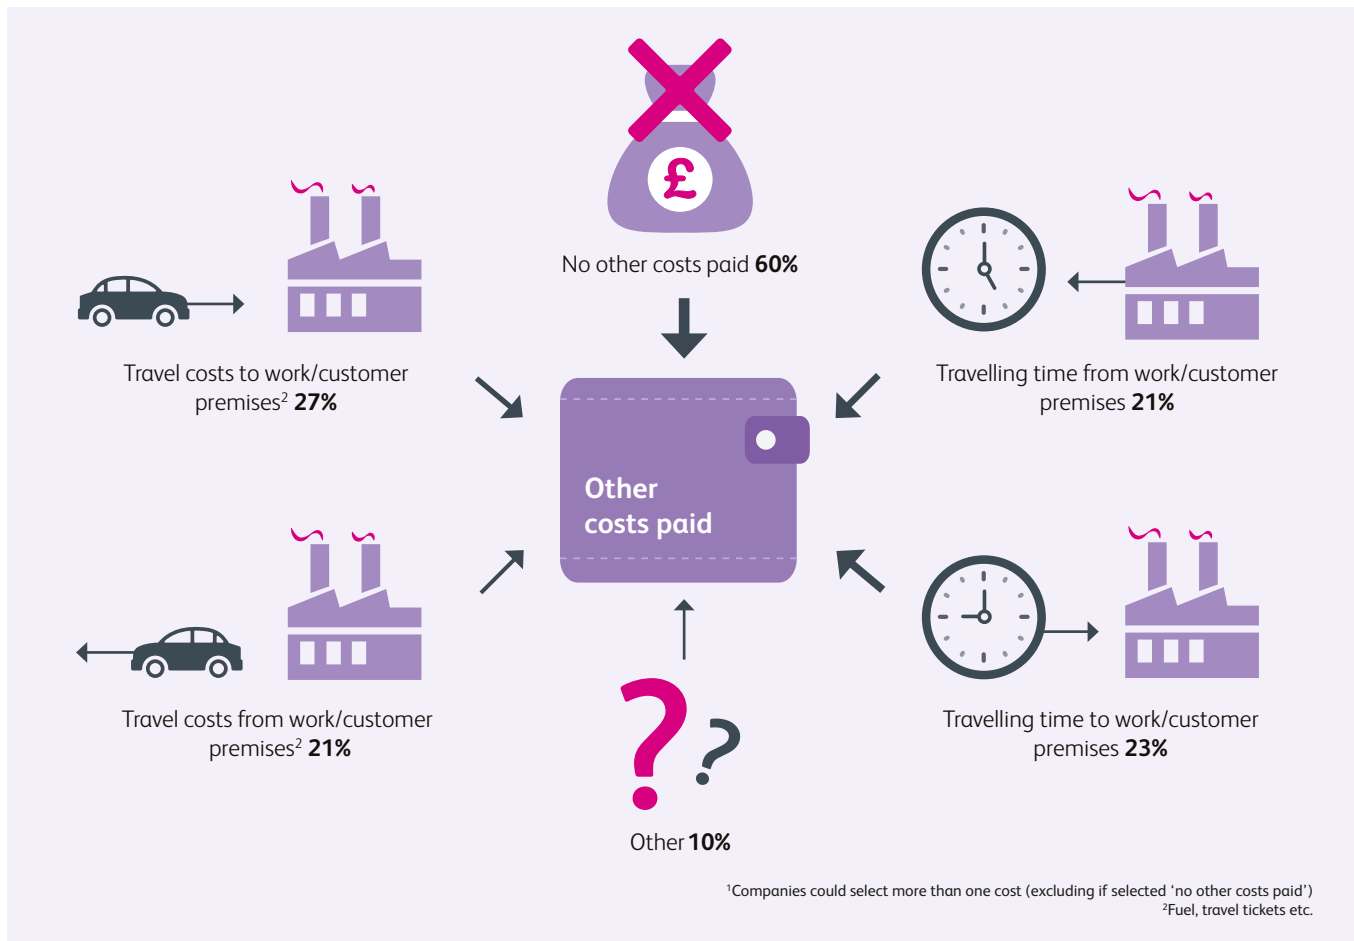 £
No other costs paid 60%
Travel costs to work/customer
premises² 27%
Travelling time from work/customer
premises 21%
Other
costs paid
Travel costs from work/customer
premises² 21%
Travelling time to work/customer
premises 23%
? ?
Other 10%
¹Companies could select more than one cost (excluding if selected ‘no other costs paid’)
²Fuel, travel tickets etc.